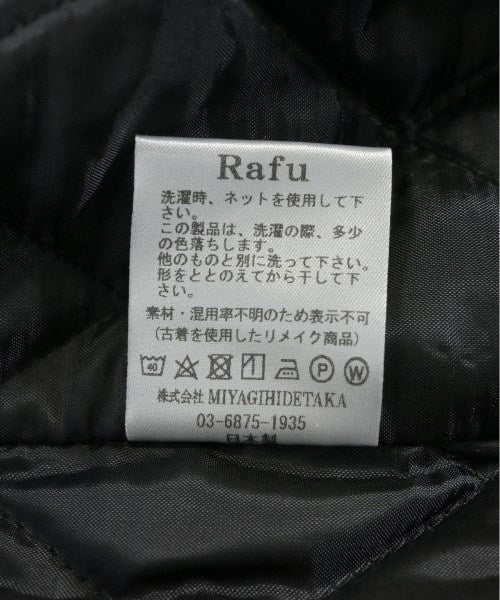 Rafu
洗濯時、ネットを使用して下
さい。
この製品は、洗濯の際、多少
の色落ちします。
他のものと別に洗って下さい。
形をととのえてから干して下
さい。
素材・混用率不明のため表示不可
(古着を使用したリメイク商品)
40 P W
株式会社 MIYAGIHIDETAKA
03-6875-1935
日本製